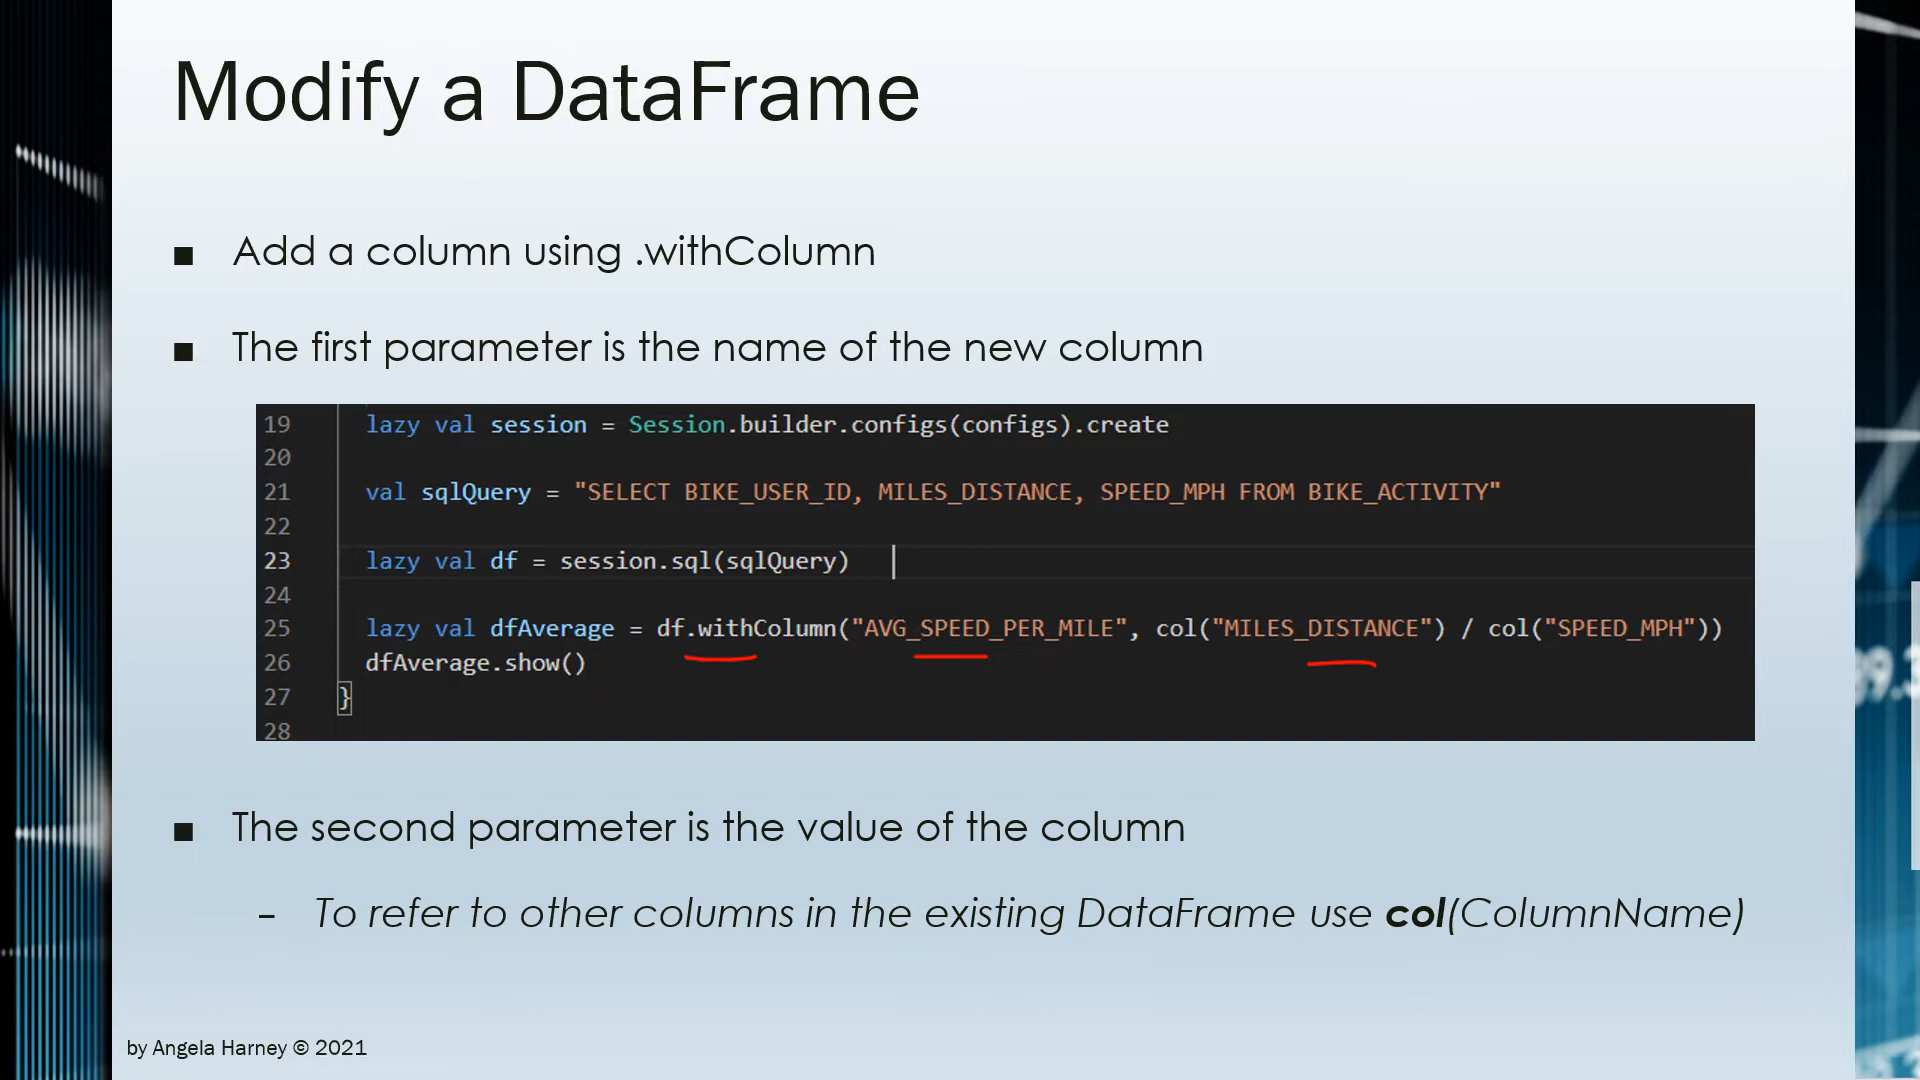 Modify a DataFrame
■ Add a column using .withColumn
■ The first parameter is the name of the new column
19 lazy val session = Session.builder.configs(configs).create
20
21 val sqlQuery = "SELECT BIKE_USER_ID, MILES_DISTANCE, SPEED_MPH FROM BIKE_ACTIVITY"
22
23 lazy val df = session.sql(sqlQuery)
24
25 lazy val dfAverage = df.withColumn("AVG_SPEED_PER_MILE", col("MILES_DISTANCE") / col("SPEED_MPH"))
26 dfAverage.show()
27 }
28
■ The second parameter is the value of the column
– To refer to other columns in the existing DataFrame use col(ColumnName)
by Angela Harney © 2021